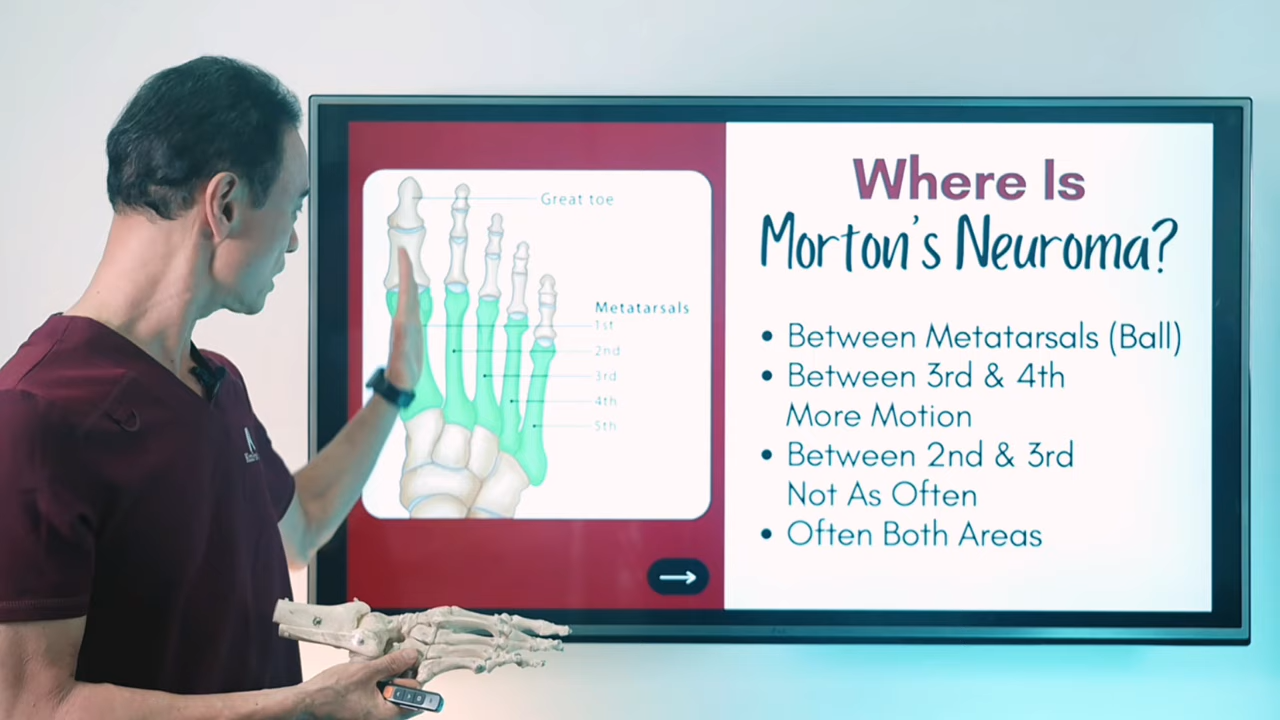 Where Is
Morton's Neuroma?
Great toe
Metatarsals
1st
2nd
3rd
4th
5th
• Between Metatarsals (Ball)
• Between 3rd & 4th
More Motion
• Between 2nd & 3rd
Not As Often
• Often Both Areas